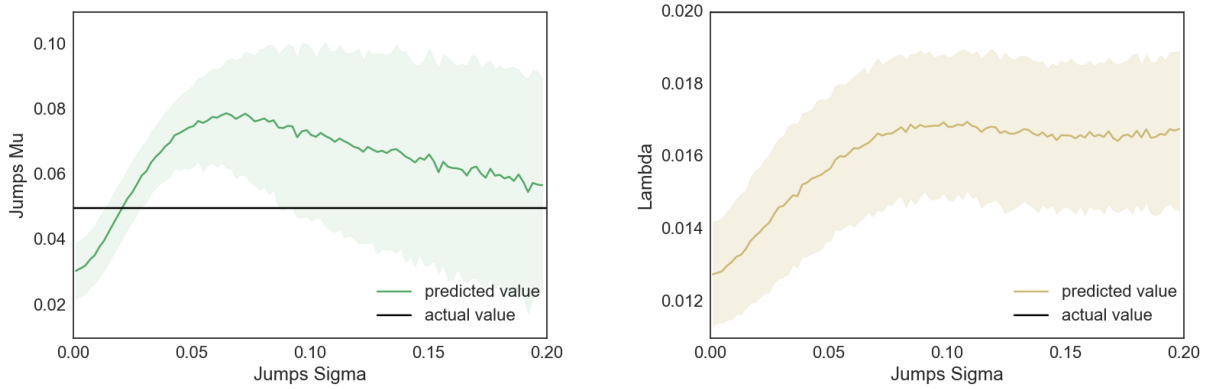 0.10
0.08
0.06
0.04
0.02
Jumps Mu
predicted value
actual value
0.00 0.05 0.10 0.15 0.20
Jumps Sigma
0.020
0.018
0.016
0.014
0.012
Lambda
predicted value
actual value
0.00 0.05 0.10 0.15 0.20
Jumps Sigma